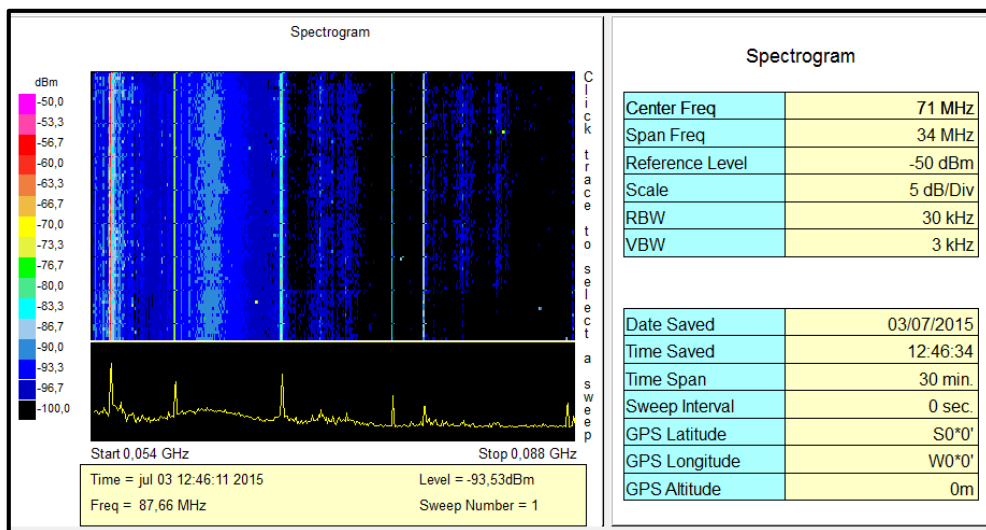 Spectrogram
dBm
-50,0
-53,3
-56,7
-60,0
-63,3
-66,7
-70,0
-73,3
-76,7
-80,0
-83,3
-86,7
-90,0
-93,3
-96,7
-100,0
Click trace to select a sweep
Start 0,054 GHz Stop 0,088 GHz
Time = jul 03 12:46:11 2015 Level = -93,53dBm
Freq = 87,66 MHz Sweep Number = 1
Spectrogram
Center Freq 71 MHz
Span Freq 34 MHz
Reference Level -50 dBm
Scale 5 dB/Div
RBW 30 kHz
VBW 3 kHz
Date Saved 03/07/2015
Time Saved 12:46:34
Time Span 30 min.
Sweep Interval 0 sec.
GPS Latitude S0*0'
GPS Longitude W0*0'
GPS Altitude 0m